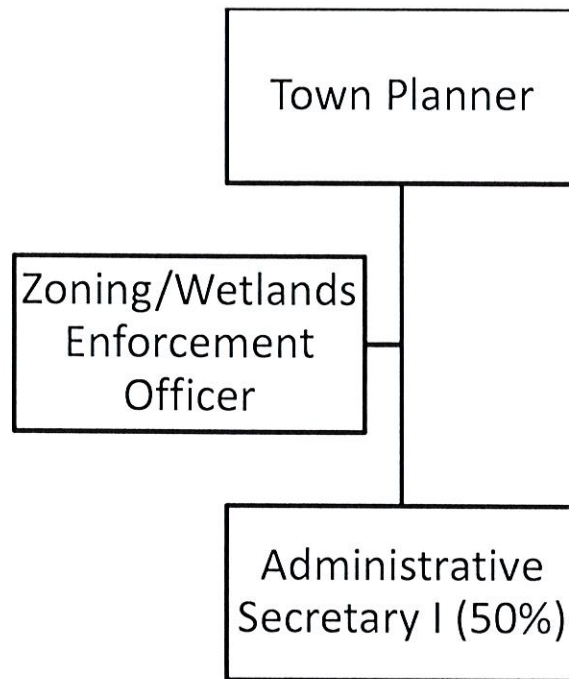 Town Planner
Zoning/Wetlands
Enforcement
Officer
Administrative
Secretary I (50%)